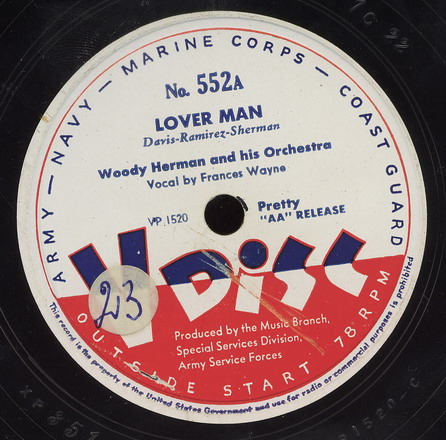 ARMY — NAVY — MARINE CORPS — COAST GUARD
No. 552A
LOVER MAN
Davis-Ramirez-Sherman
Woody Herman and his Orchestra
Vocal by Frances Wayne
VP 1520
Pretty
"AA" RELEASE
V DISC
23
Produced by the Music Branch,
Special Services Division,
Army Service Forces
OUTSIDE START 78 RPM
This record is the property of the United States Government and use for radio or commercial purposes is prohibited